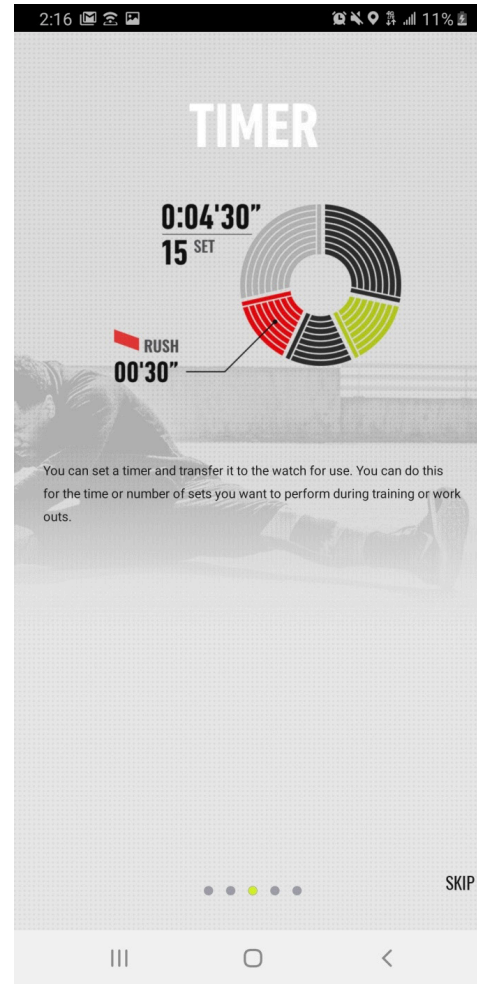 2:16 11%
TIMER
0:04'30"
15 SET
RUSH
00'30"
You can set a timer and transfer it to the watch for use. You can do this
for the time or number of sets you want to perform during training or work
outs.
SKIP